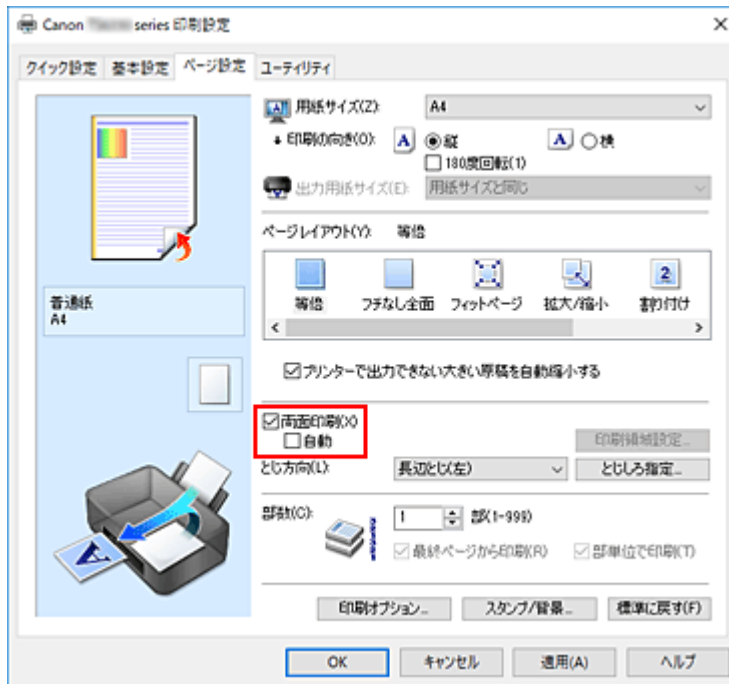 Canon series 印刷設定
クイック設定 基本設定 ページ設定 ユーティリティ
用紙サイズ(Z): A4
印刷の向き(O): A 縦 A 横
180度回転(1)
出力用紙サイズ(E): 用紙サイズと同じ
ページレイアウト(Y): 等倍
等倍 フチなし全面 フィットページ 拡大/縮小 2 割り付け
普通紙
A4
プリンターで出力できない大きい原稿を自動縮小する
両面印刷(X)
自動
印刷領域設定...
とじ方向(L): 長辺とじ(左) とじしろ指定...
部数(C): 1 部(1-999)
最終ページから印刷(R) 部単位で印刷(T)
印刷オプション... スタンプ/背景... 標準に戻す(F)
OK キャンセル 適用(A) ヘルプ